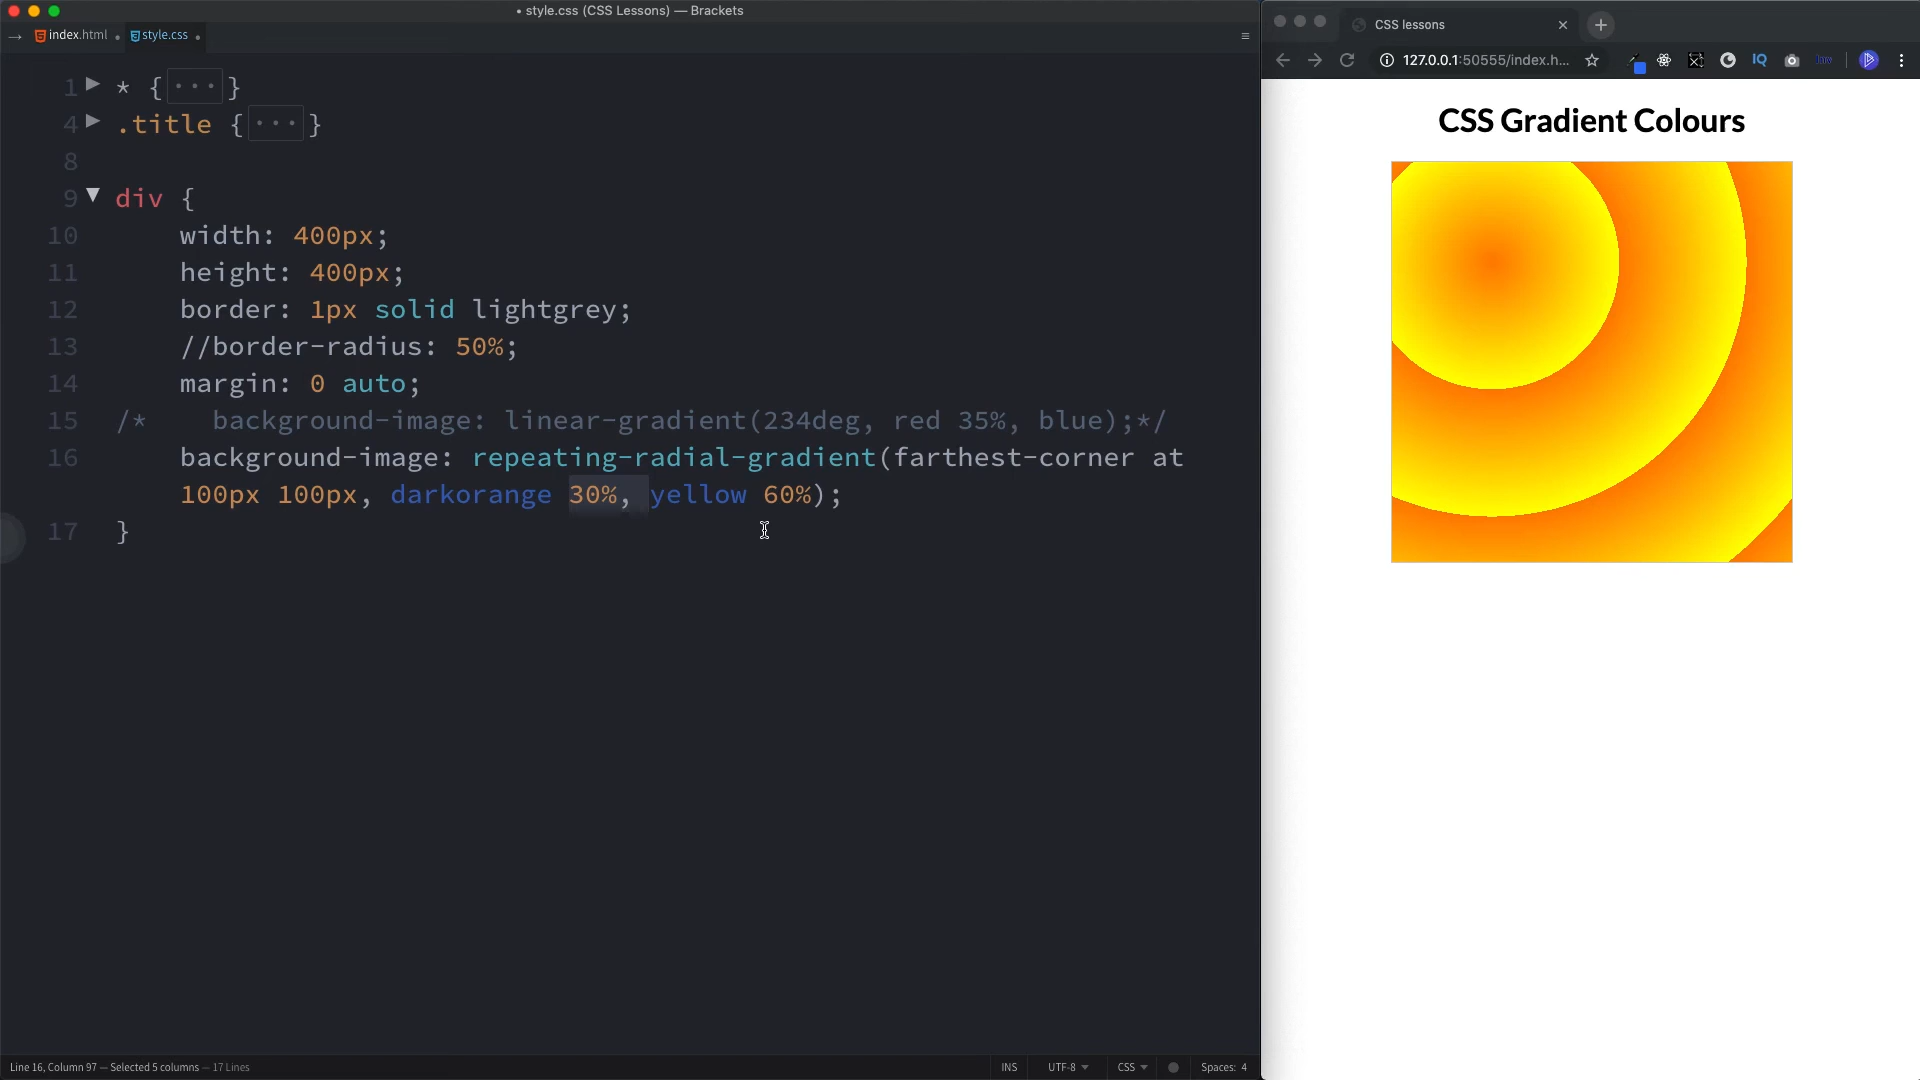 • style.css (CSS Lessons) — Brackets
index.html •
style.css •
1 * {···}
4 .title {···}
8
9 div {
10 width: 400px;
11 height: 400px;
12 border: 1px solid lightgrey;
13 //border-radius: 50%;
14 margin: 0 auto;
15 /* background-image: linear-gradient(234deg, red 35%, blue);*/
16 background-image: repeating-radial-gradient(farthest-corner at
100px 100px, darkorange 30%, yellow 60%);
17 }
Line 16, Column 97 — Selected 5 columns — 17 Lines
INS UTF-8 CSS Spaces: 4
CSS lessons
127.0.0.1:50555/index.h...
IQ
CSS Gradient Colours